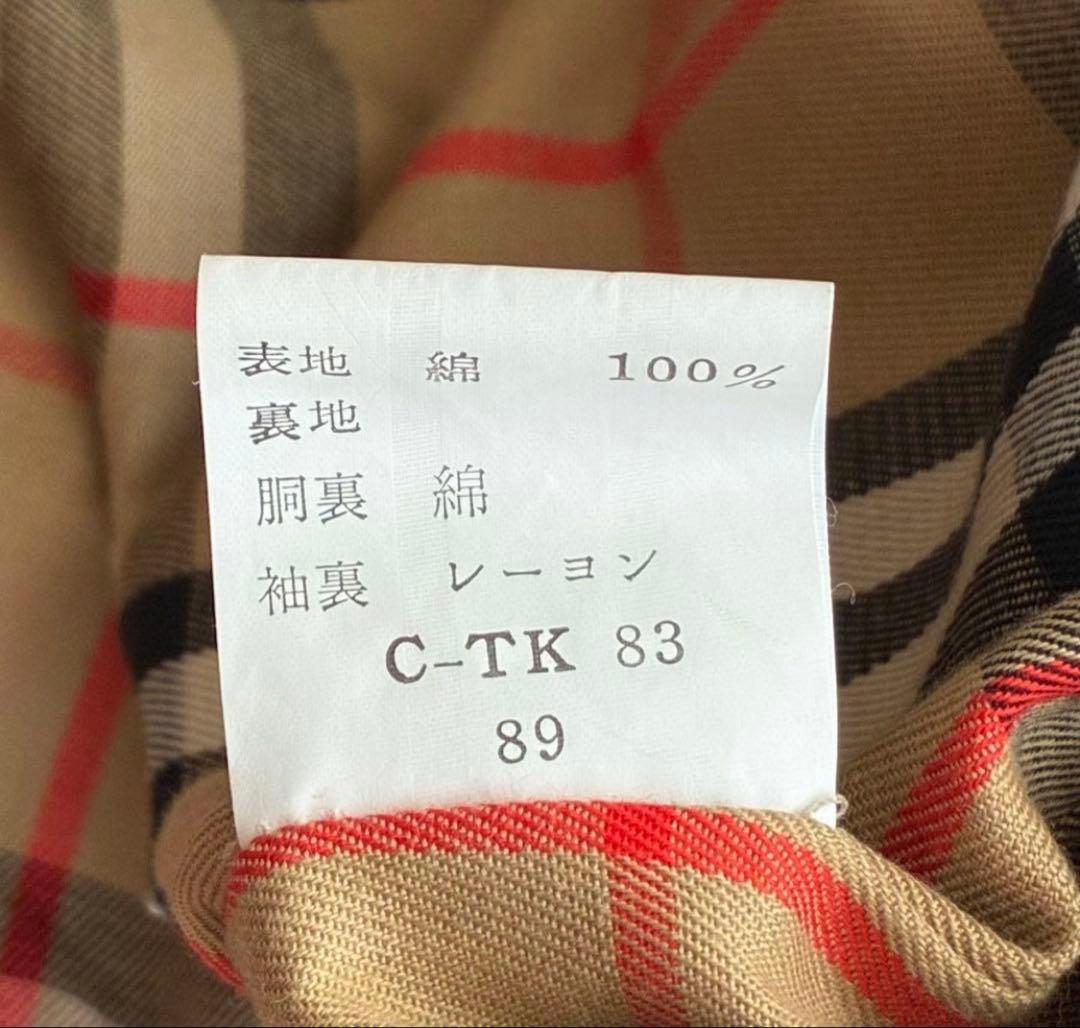 表地 綿 100%
裏地
胴裏 綿
袖裏 レーヨン
C-TK 83
89